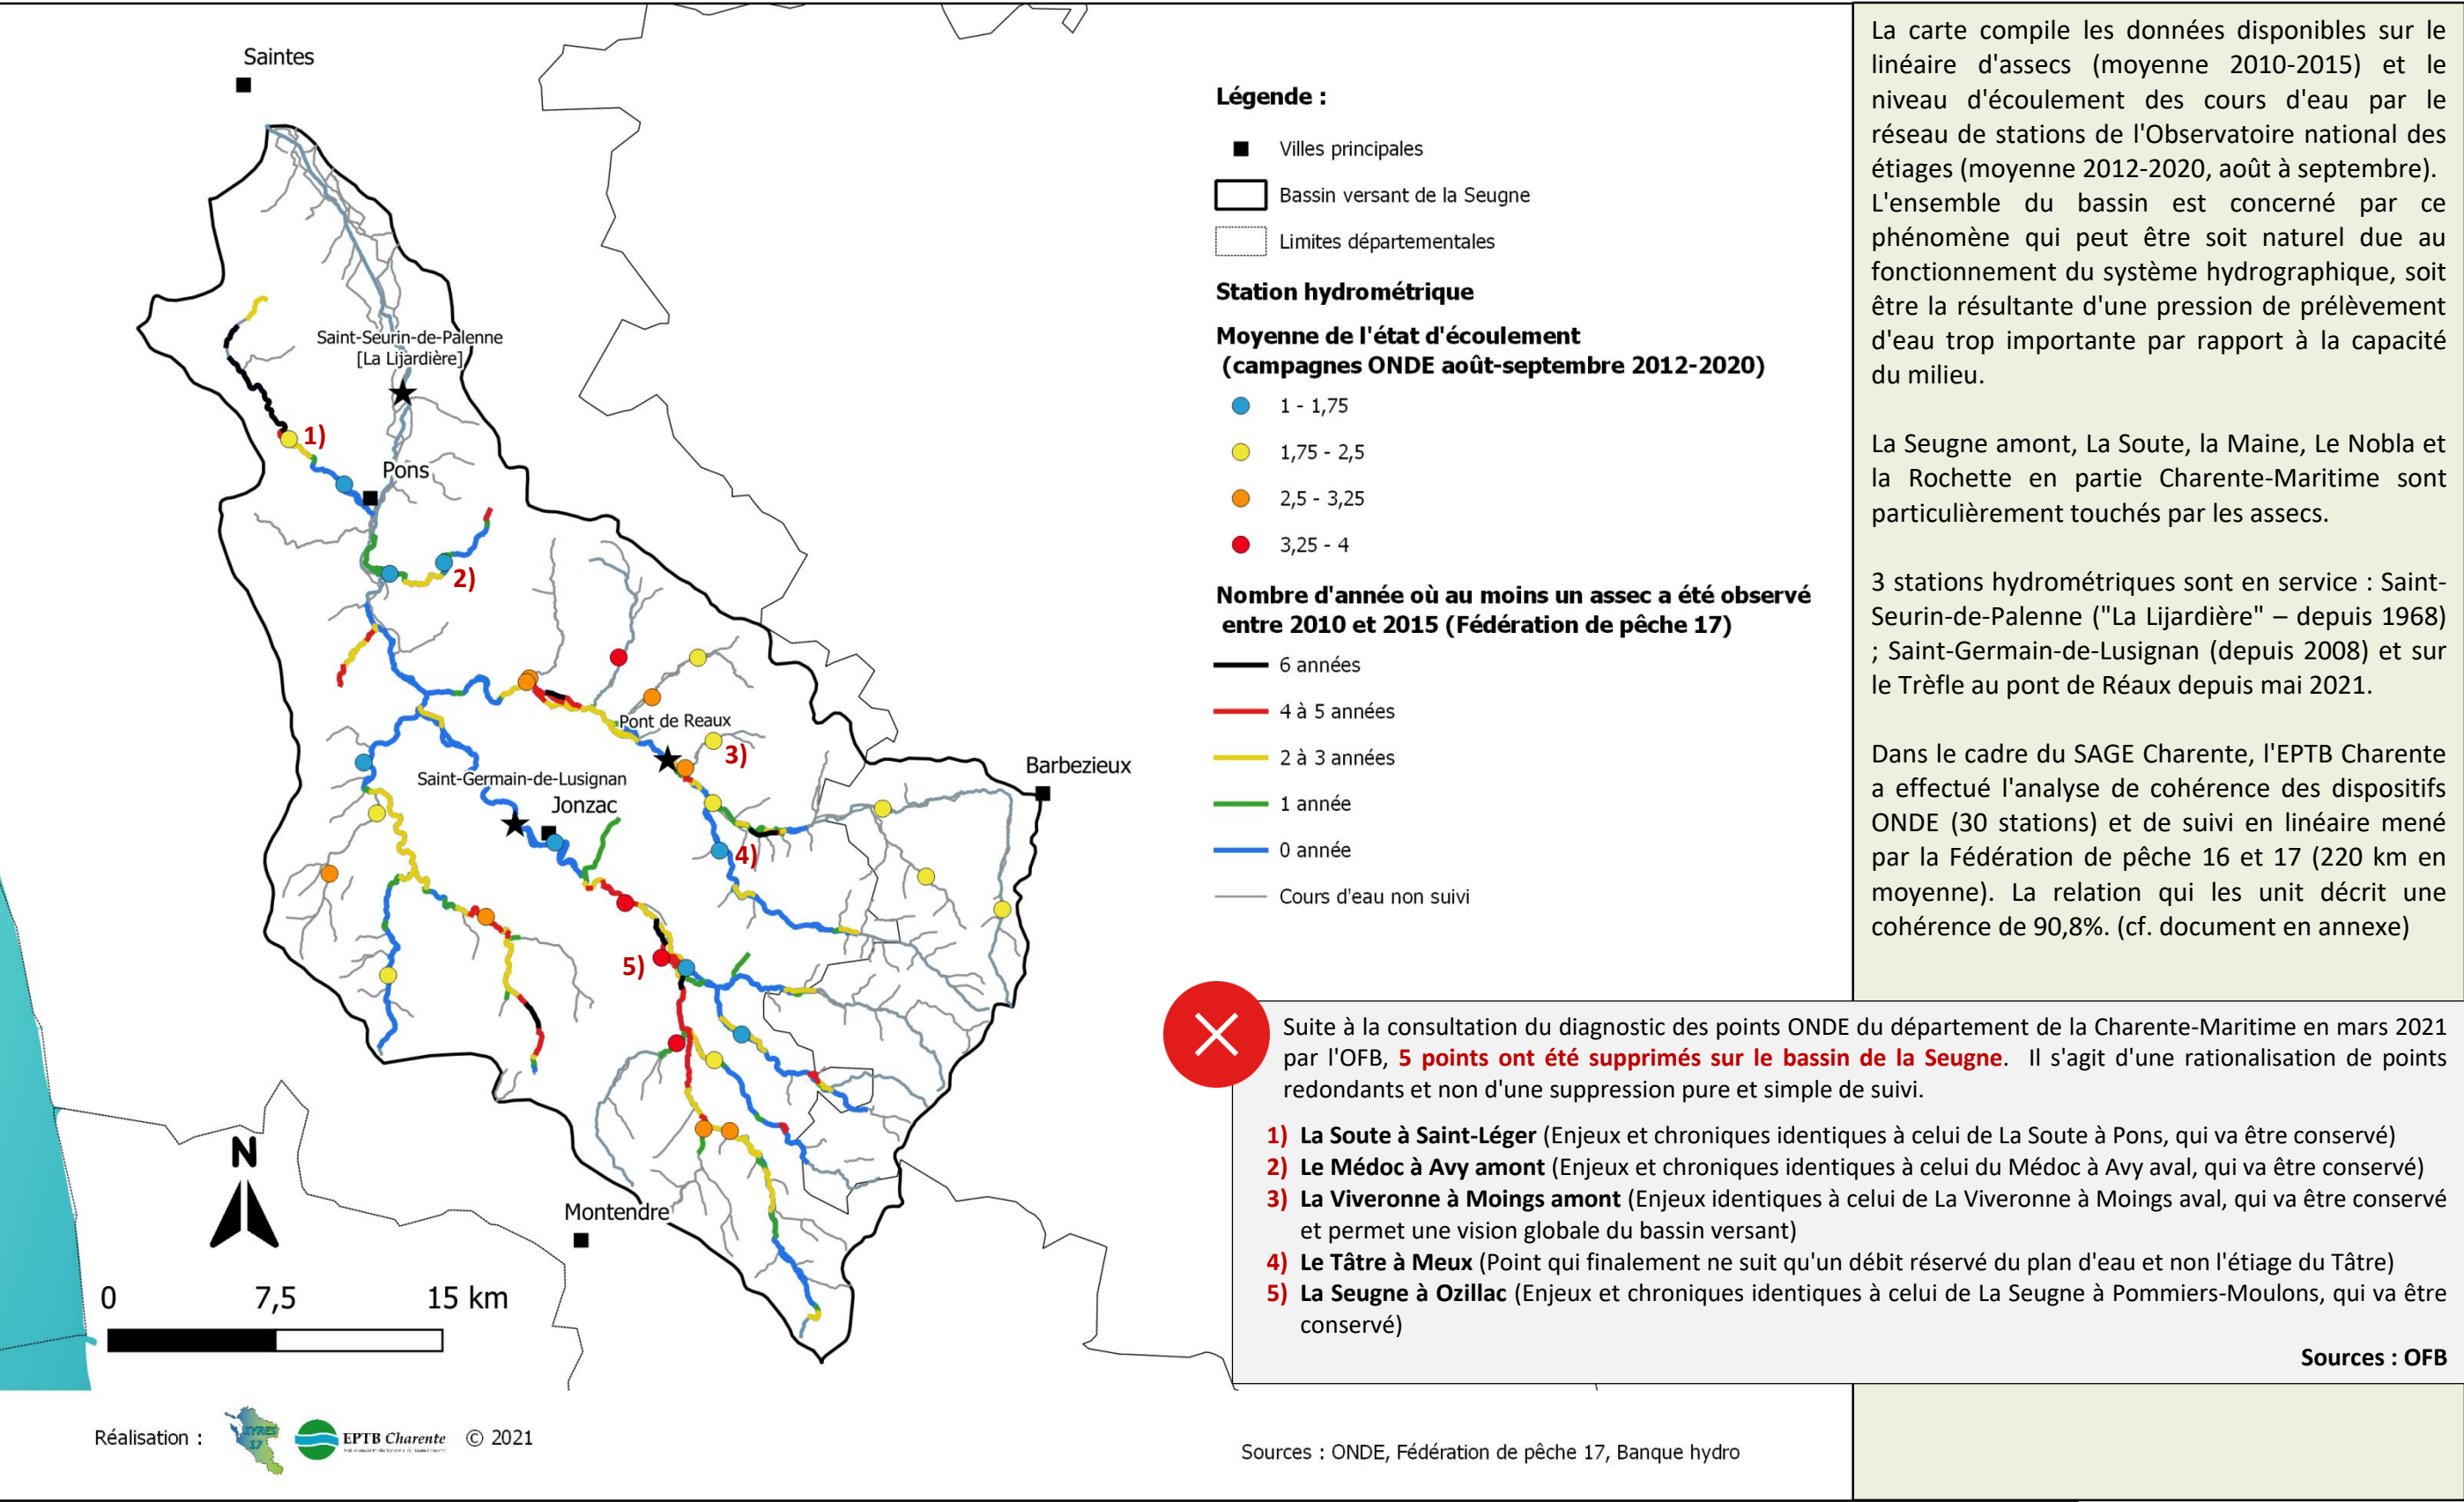 Saintes
Saint-Seurin-de-Palenne
[La Lijardière]
1)
Pons
2)
Pont de Reaux
3)
Saint-Germain-de-Lusignan
Jonzac
Barbezieux
4)
5)
Montendre
N
0 7,5 15 km
Légende :
Villes principales
Bassin versant de la Seugne
Limites départementales
Station hydrométrique
Moyenne de l'état d'écoulement
(campagnes ONDE août-septembre 2012-2020)
1 - 1,75
1,75 - 2,5
2,5 - 3,25
3,25 - 4
Nombre d'année où au moins un assec a été observé
entre 2010 et 2015 (Fédération de pêche 17)
6 années
4 à 5 années
2 à 3 années
1 année
0 année
Cours d'eau non suivi
La carte compile les données disponibles sur le
linéaire d'assecs (moyenne 2010-2015) et le
niveau d'écoulement des cours d'eau par le
réseau de stations de l'Observatoire national des
étiages (moyenne 2012-2020, août à septembre).
L'ensemble du bassin est concerné par ce
phénomène qui peut être soit naturel due au
fonctionnement du système hydrographique, soit
être la résultante d'une pression de prélèvement
d'eau trop importante par rapport à la capacité
du milieu.
La Seugne amont, La Soute, la Maine, Le Nobla et
la Rochette en partie Charente-Maritime sont
particulièrement touchés par les assecs.
3 stations hydrométriques sont en service : Saint-
Seurin-de-Palenne ("La Lijardière" – depuis 1968)
; Saint-Germain-de-Lusignan (depuis 2008) et sur
le Trèfle au pont de Réaux depuis mai 2021.
Dans le cadre du SAGE Charente, l'EPTB Charente
a effectué l'analyse de cohérence des dispositifs
ONDE (30 stations) et de suivi en linéaire mené
par la Fédération de pêche 16 et 17 (220 km en
moyenne). La relation qui les unit décrit une
cohérence de 90,8%. (cf. document en annexe)
Suite à la consultation du diagnostic des points ONDE du département de la Charente-Maritime en mars 2021
par l'OFB, 5 points ont été supprimés sur le bassin de la Seugne. Il s'agit d'une rationalisation de points
redondants et non d'une suppression pure et simple de suivi.
1) La Soute à Saint-Léger (Enjeux et chroniques identiques à celui de La Soute à Pons, qui va être conservé)
2) Le Médoc à Avy amont (Enjeux et chroniques identiques à celui du Médoc à Avy aval, qui va être conservé)
3) La Viveronne à Moings amont (Enjeux identiques à celui de La Viveronne à Moings aval, qui va être conservé
et permet une vision globale du bassin versant)
4) Le Tâtre à Meux (Point qui finalement ne suit qu'un débit réservé du plan d'eau et non l'étiage du Tâtre)
5) La Seugne à Ozillac (Enjeux et chroniques identiques à celui de La Seugne à Pommiers-Moulons, qui va être
conservé)
Sources : OFB
Réalisation :
17
EPTB Charente
© 2021
Sources : ONDE, Fédération de pêche 17, Banque hydro